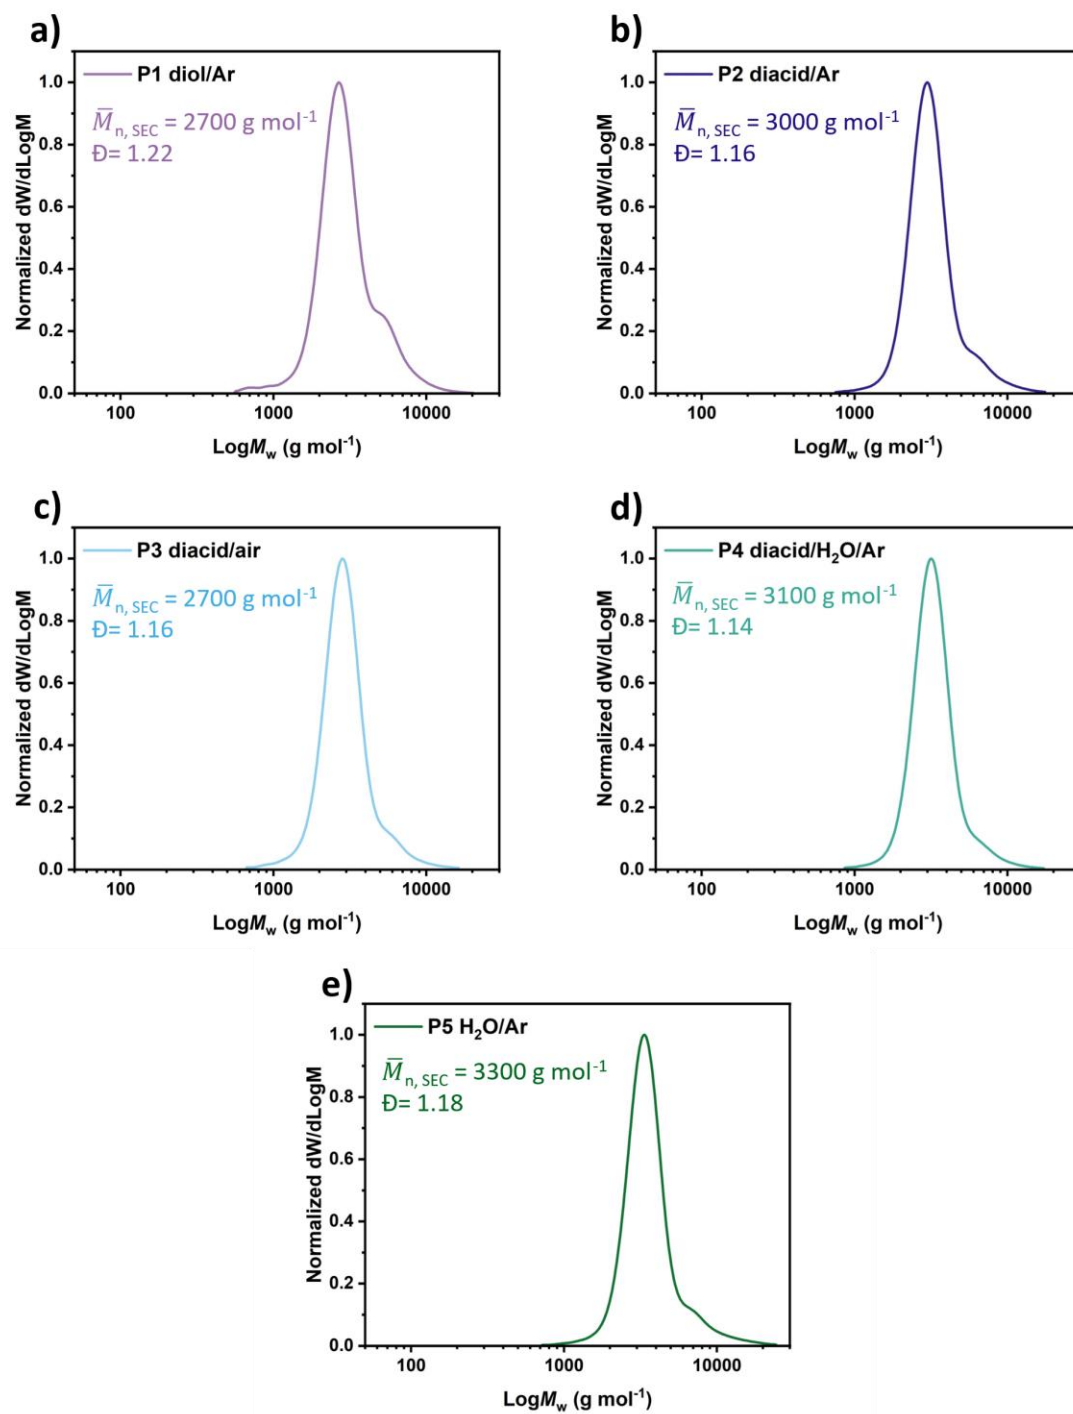 a)
P1 diol/Ar
M̅n, SEC = 2700 g mol⁻¹
Đ= 1.22
Normalized dW/dLogM
1.0
0.8
0.6
0.4
0.2
0.0
100 1000 10000
LogMw (g mol⁻¹)
b)
P2 diacid/Ar
M̅n, SEC = 3000 g mol⁻¹
Đ= 1.16
Normalized dW/dLogM
1.0
0.8
0.6
0.4
0.2
0.0
100 1000 10000
LogMw (g mol⁻¹)
c)
P3 diacid/air
M̅n, SEC = 2700 g mol⁻¹
Đ= 1.16
Normalized dW/dLogM
1.0
0.8
0.6
0.4
0.2
0.0
100 1000 10000
LogMw (g mol⁻¹)
d)
P4 diacid/H₂O/Ar
M̅n, SEC = 3100 g mol⁻¹
Đ= 1.14
Normalized dW/dLogM
1.0
0.8
0.6
0.4
0.2
0.0
100 1000 10000
LogMw (g mol⁻¹)
e)
P5 H₂O/Ar
M̅n, SEC = 3300 g mol⁻¹
Đ= 1.18
Normalized dW/dLogM
1.0
0.8
0.6
0.4
0.2
0.0
100 1000 10000
LogMw (g mol⁻¹)